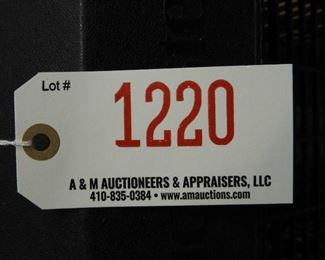 Lot #
1220
A & M AUCTIONEERS & APPRAISERS, LLC
410-835-0384 • www.amauctions.com